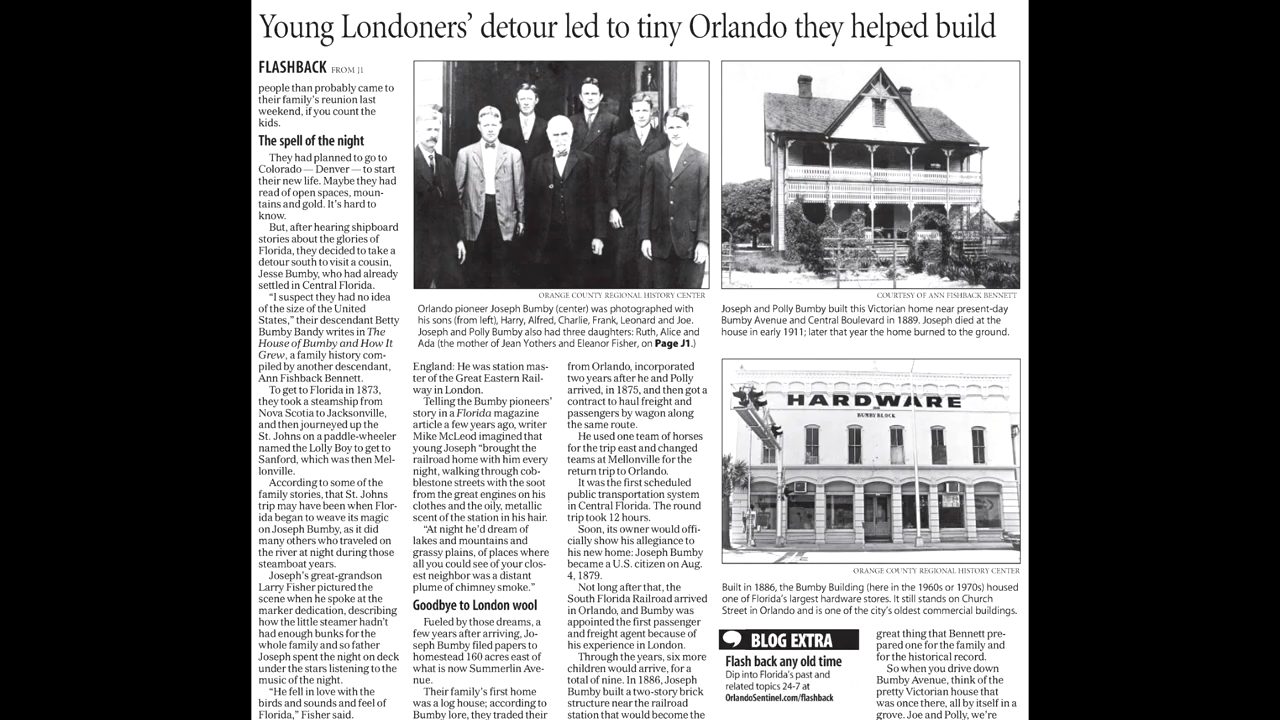 Young Londoners’ detour led to tiny Orlando they helped build
FLASHBACK FROM J1
people than probably came to
their family’s reunion last
weekend, if you count the
kids.
The spell of the night
They had planned to go to
Colorado — Denver — to start
their new life. Maybe they had
read of open spaces, moun-
tains and gold. It’s hard to
know.
But, after hearing shipboard
stories about the glories of
Florida, they decided to take a
detour south to visit a cousin,
Jesse Bumby, who had already
settled in Central Florida.
“I suspect they had no idea
of the size of the United
States,” their descendant Betty
Bumby Bandy writes in The
House of Bumby and How It
Grew, a family history com-
piled by another descendant,
Ann Fishback Bennett.
To get to Florida in 1873,
they took a steamship from
Nova Scotia to Jacksonville,
and then journeyed up the
St. Johns on a paddle-wheeler
named the Lolly Boy to get to
Sanford, which was then Mel-
lonville.
According to some of the
family stories, that St. Johns
trip may have been when Flor-
ida began to weave its magic
on Joseph Bumby, as it did
many others who traveled on
the river at night during those
steamboat years.
Joseph’s great-grandson
Larry Fisher pictured the
scene when he spoke at the
marker dedication, describing
how the little steamer hadn’t
had enough bunks for the
whole family and so father
Joseph spent the night on deck
under the stars listening to the
music of the night.
“He fell in love with the
birds and sounds and feel of
Florida,” Fisher said.
ORANGE COUNTY REGIONAL HISTORY CENTER
Orlando pioneer Joseph Bumby (center) was photographed with
his sons (from left), Harry, Alfred, Charlie, Frank, Leonard and Joe.
Joseph and Polly Bumby also had three daughters: Ruth, Alice and
Ada (the mother of Jean Yothers and Eleanor Fisher, on Page J1.)
England: He was station mas-
ter of the Great Eastern Rail-
way in London.
Telling the Bumby pioneers’
story in a Florida magazine
article a few years ago, writer
Mike McLeod imagined that
young Joseph “brought the
railroad home with him every
night, walking through cob-
blestone streets with the soot
from the great engines on his
clothes and the oily, metallic
scent of the station in his hair.
“At night he’d dream of
lakes and mountains and
grassy plains, of places where
all you could see of your clos-
est neighbor was a distant
plume of chimney smoke.”
Goodbye to London wool
Fueled by those dreams, a
few years after arriving, Jo-
seph Bumby filed papers to
homestead 160 acres east of
what is now Summerlin Ave-
nue.
Their family’s first home
was a log house; according to
Bumby lore, they traded their
from Orlando, incorporated
two years after he and Polly
arrived, in 1875, and then got a
contract to haul freight and
passengers by wagon along
the same route.
He used one team of horses
for the trip east and changed
teams at Mellonville for the
return trip to Orlando.
It was the first scheduled
public transportation system
in Central Florida. The round
trip took 12 hours.
Soon, its owner would offi-
cially show his allegiance to
his new home: Joseph Bumby
became a U.S. citizen on Aug.
4, 1879.
Not long after that, the
South Florida Railroad arrived
in Orlando, and Bumby was
appointed the first passenger
and freight agent because of
his experience in London.
Through the years, six more
children would arrive, for a
total of nine. In 1886, Joseph
Bumby built a two-story brick
structure near the railroad
station that would become the
COURTESY OF ANN FISHBACK BENNETT
Joseph and Polly Bumby built this Victorian home near present-day
Bumby Avenue and Central Boulevard in 1889. Joseph died at the
house in early 1911; later that year the home burned to the ground.
HARDWARE
BUMBY BLOCK
ORANGE COUNTY REGIONAL HISTORY CENTER
Built in 1886, the Bumby Building (here in the 1960s or 1970s) housed
one of Florida’s largest hardware stores. It still stands on Church
Street in Orlando and is one of the city’s oldest commercial buildings.
BLOG EXTRA
Flash back any old time
Dip into Florida’s past and
related topics 24-7 at
OrlandoSentinel.com/flashback
great thing that Bennett pre-
pared one for the family and
for the historical record.
So when you drive down
Bumby Avenue, think of the
pretty Victorian house that
was once there, all by itself in a
grove. Joe and Polly, we’re